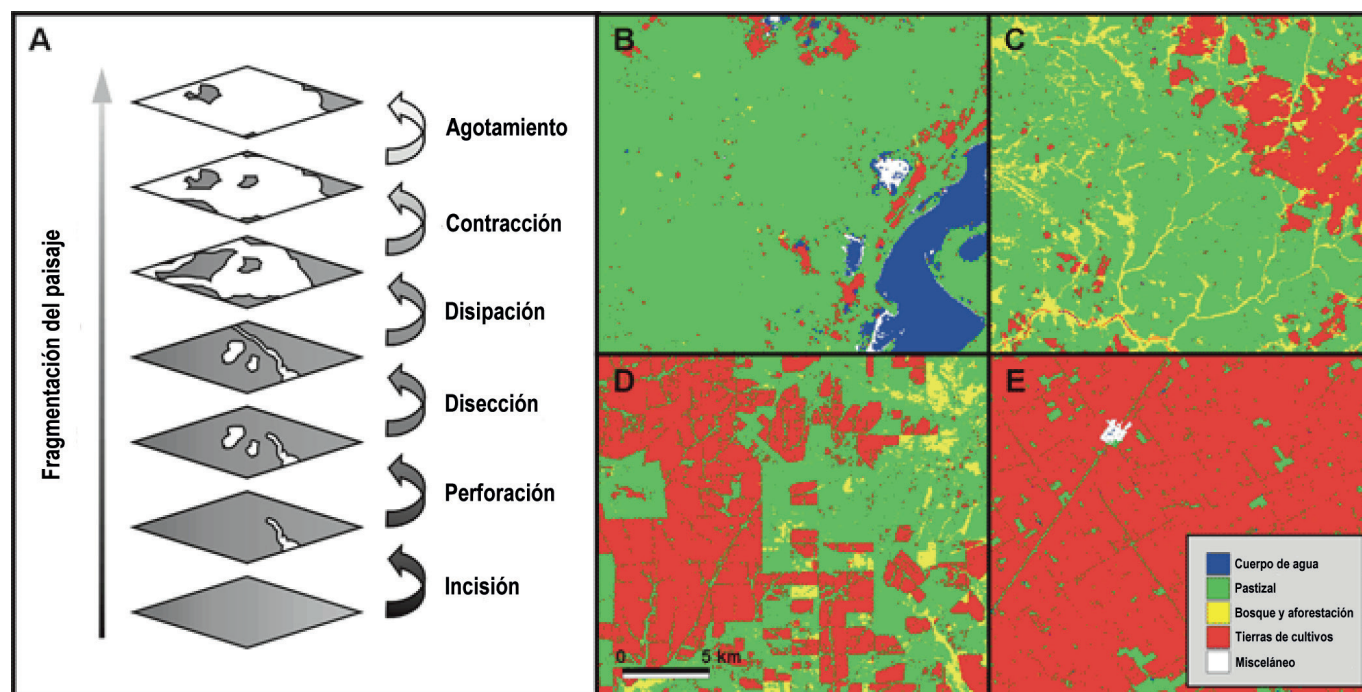 A
Fragmentación del paisaje
Agotamiento
Contracción
Disipación
Disección
Perforación
Incisión
B
C
D
0 5 km
E
Cuerpo de agua
Pastizal
Bosque y aforestación
Tierras de cultivos
Misceláneo